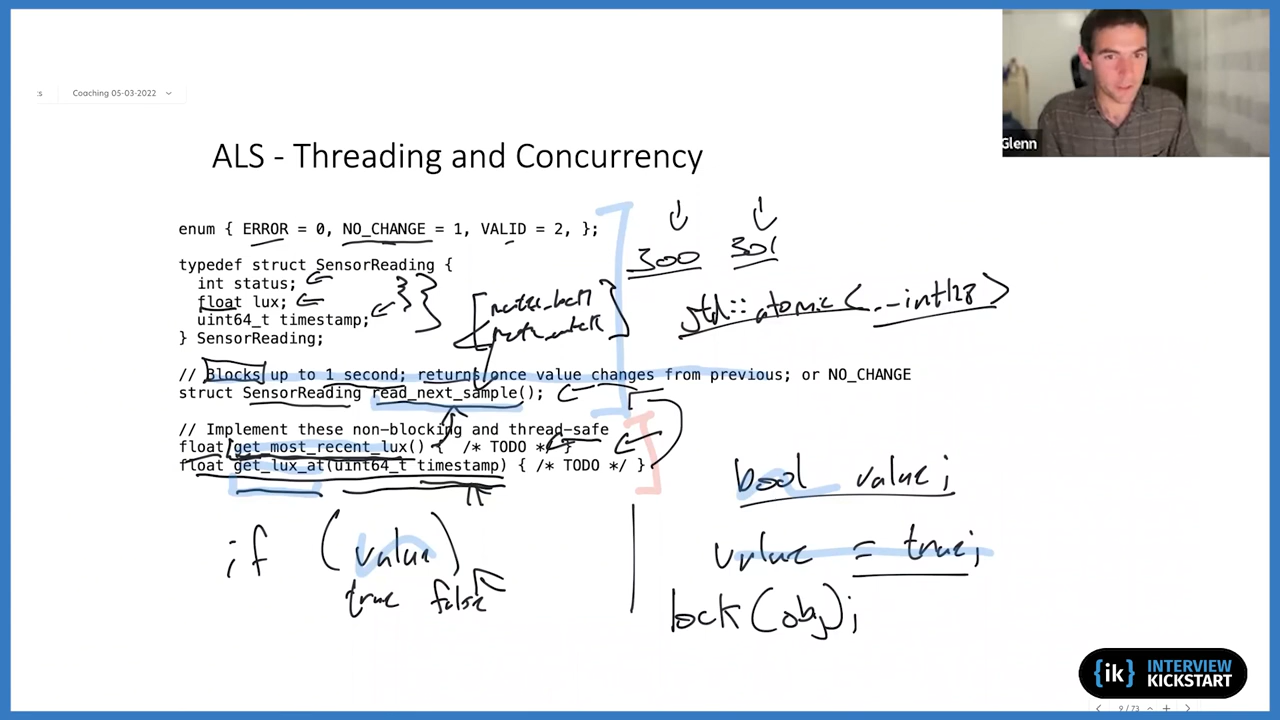 Coaching 05-03-2022
Glenn
ALS - Threading and Concurrency
enum { ERROR = 0, NO_CHANGE = 1, VALID = 2, };
300 301
typedef struct SensorReading {
int status;
float lux;
uint64_t timestamp;
} SensorReading;
std::atomic<__int128>
// Blocks up to 1 second; returns once value changes from previous; or NO_CHANGE
struct SensorReading read_next_sample();
// Implement these non-blocking and thread-safe
float get_most_recent_lux() { /* TODO */ }
float get_lux_at(uint64_t timestamp) { /* TODO */ }
bool value;
if (value)
true false
value = true;
lock(obj);
{ik} INTERVIEW
KICKSTART
9 / 73